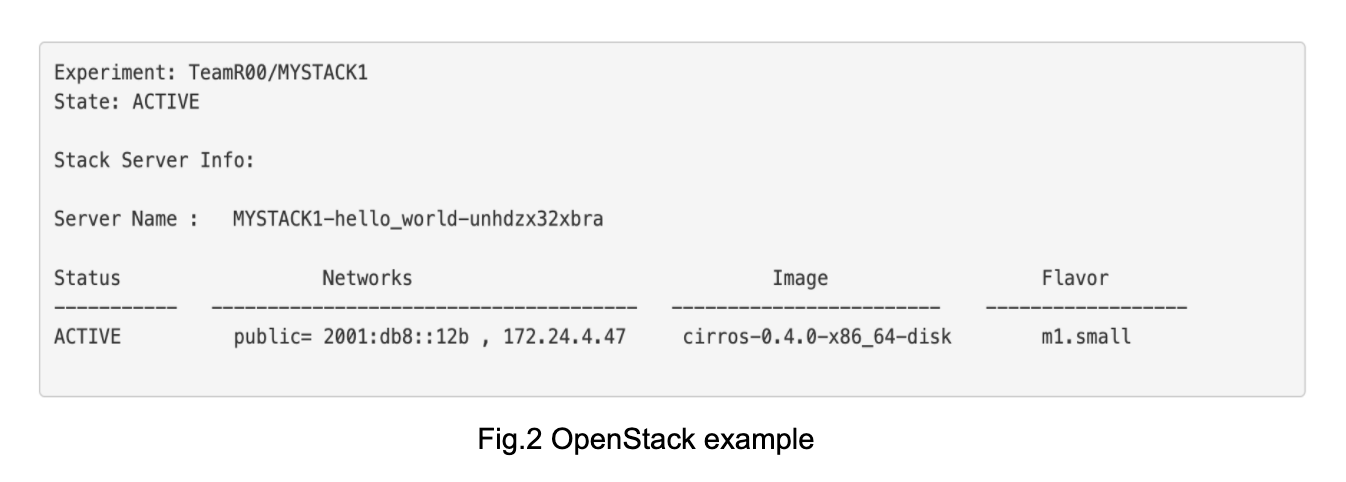 Experiment: TeamR00/MYSTACK1
State: ACTIVE
Stack Server Info:
Server Name :   MYSTACK1-hello_world-unhdzx32xbra
Status                  Networks                                Image                   Flavor
-----------   --------------------------------------   ------------------------    ------------------
ACTIVE          public= 2001:db8::12b , 172.24.4.47     cirros-0.4.0-x86_64-disk        m1.small
Fig.2 OpenStack example